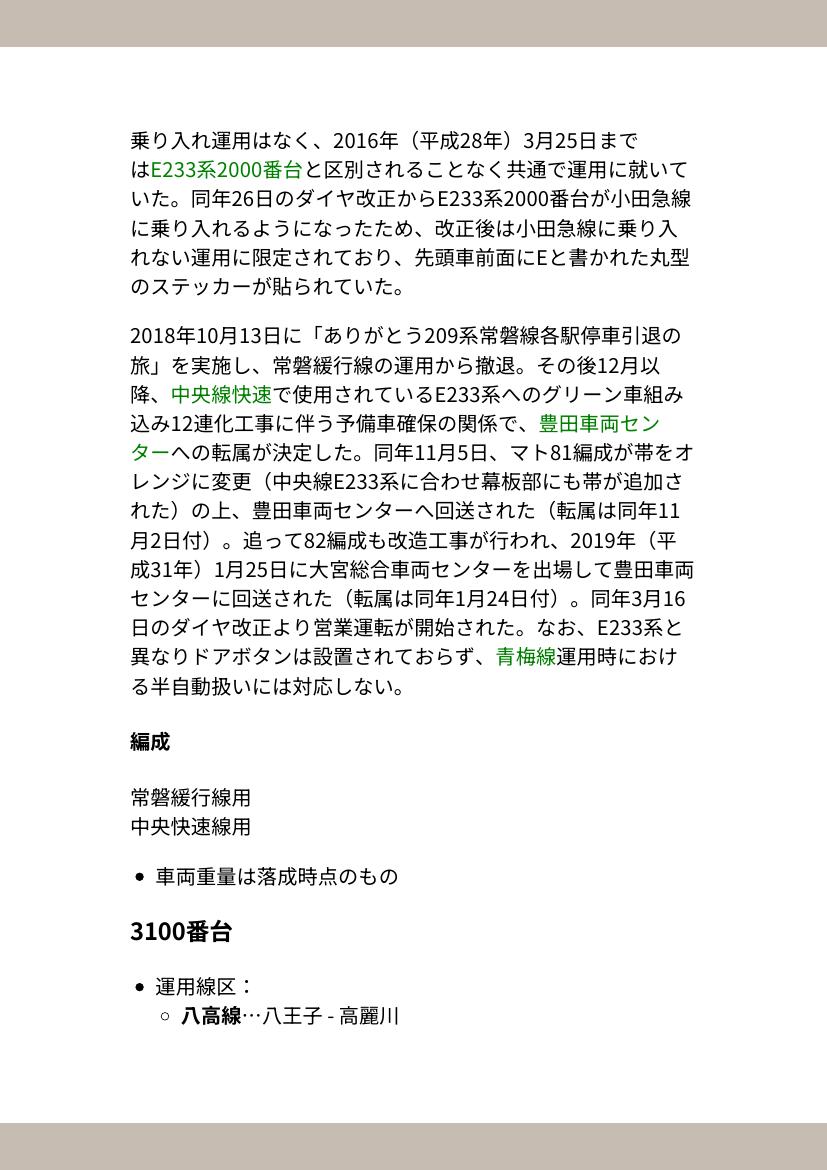 乗り入れ運用はなく、2016年（平成28年）3月25日まで
はE233系2000番台と区別されることなく共通で運用に就いて
いた。同年26日のダイヤ改正からE233系2000番台が小田急線
に乗り入れるようになったため、改正後は小田急線に乗り入
れない運用に限定されており、先頭車前面にEと書かれた丸型
のステッカーが貼られていた。
2018年10月13日に「ありがとう209系常磐線各駅停車引退の
旅」を実施し、常磐緩行線の運用から撤退。その後12月以
降、中央線快速で使用されているE233系へのグリーン車組み
込み12連化工事に伴う予備車確保の関係で、豊田車両セン
ターへの転属が決定した。同年11月5日、マト81編成が帯をオ
レンジに変更（中央線E233系に合わせ幕板部にも帯が追加さ
れた）の上、豊田車両センターへ回送された（転属は同年11
月2日付）。追って82編成も改造工事が行われ、2019年（平
成31年）1月25日に大宮総合車両センターを出場して豊田車両
センターに回送された（転属は同年1月24日付）。同年3月16
日のダイヤ改正より営業運転が開始された。なお、E233系と
異なりドアボタンは設置されておらず、青梅線運用時におけ
る半自動扱いには対応しない。
編成
常磐緩行線用
中央快速線用
• 車両重量は落成時点のもの
3100番台
• 運用線区：
○ 八高線…八王子 - 高麗川